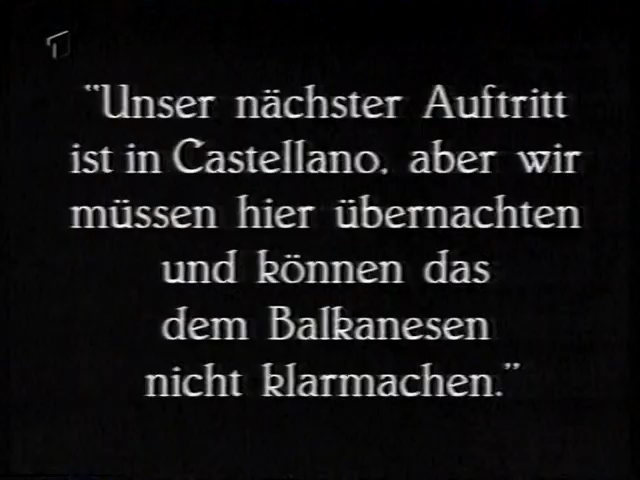 "Unser nächster Auftritt
ist in Castellano, aber wir
müssen hier übernachten
und können das
dem Balkanesen
nicht klarmachen."